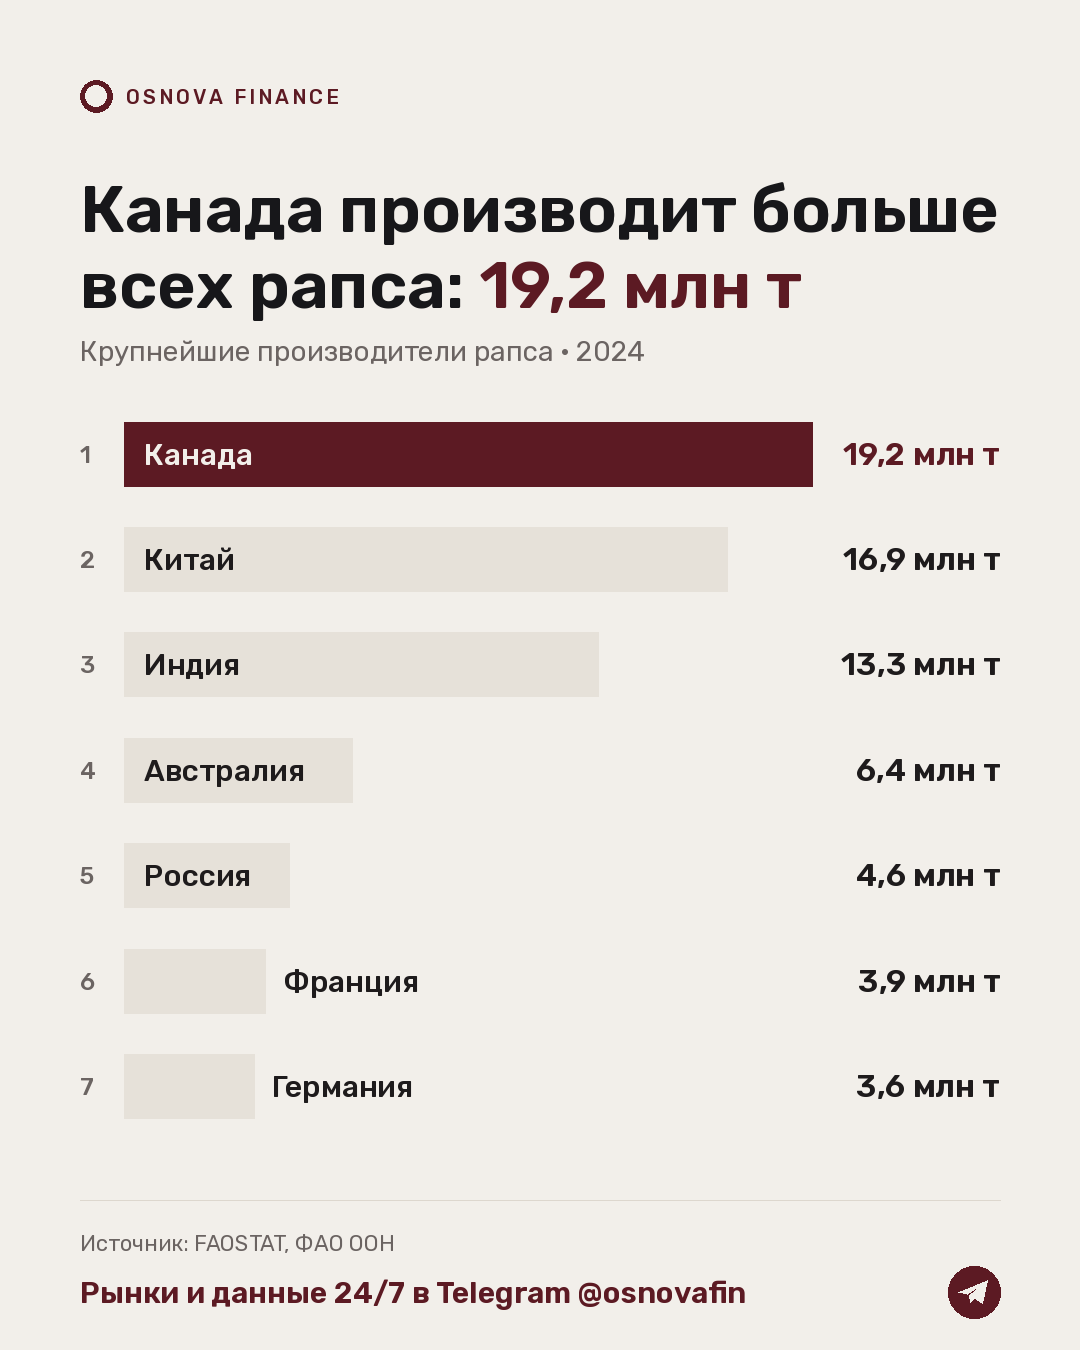 OSNOVA FINANCE
Канада производит больше
всех рапса: 19,2 млн т
Крупнейшие производители рапса • 2024
1 Канада 19,2 млн т
2 Китай 16,9 млн т
3 Индия 13,3 млн т
4 Австралия 6,4 млн т
5 Россия 4,6 млн т
6 Франция 3,9 млн т
7 Германия 3,6 млн т
Источник: FAOSTAT, ФАО ООН
Рынки и данные 24/7 в Telegram @osnovafin